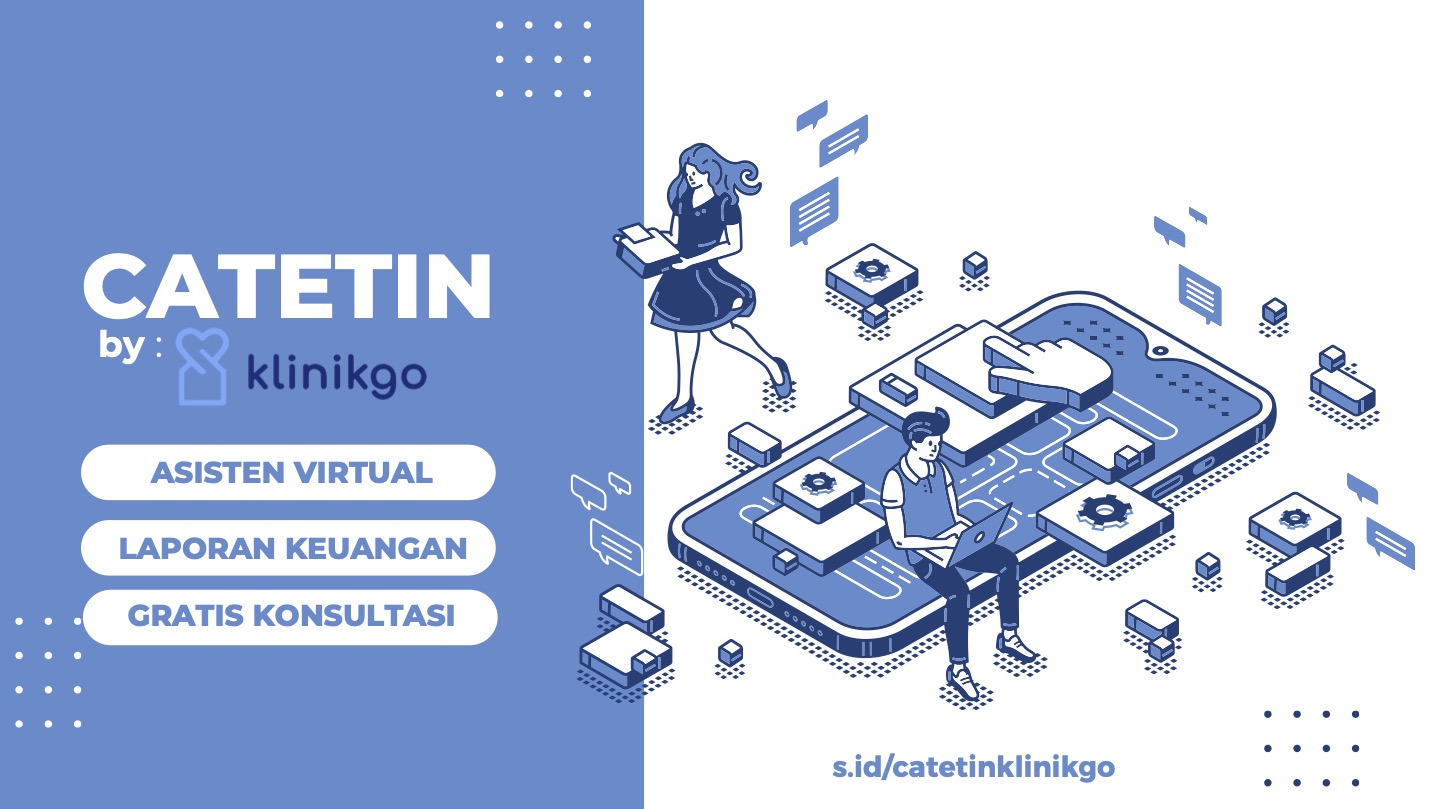 CATETIN
by : klinikgo
ASISTEN VIRTUAL
LAPORAN KEUANGAN
GRATIS KONSULTASI
s.id/catetinklinikgo